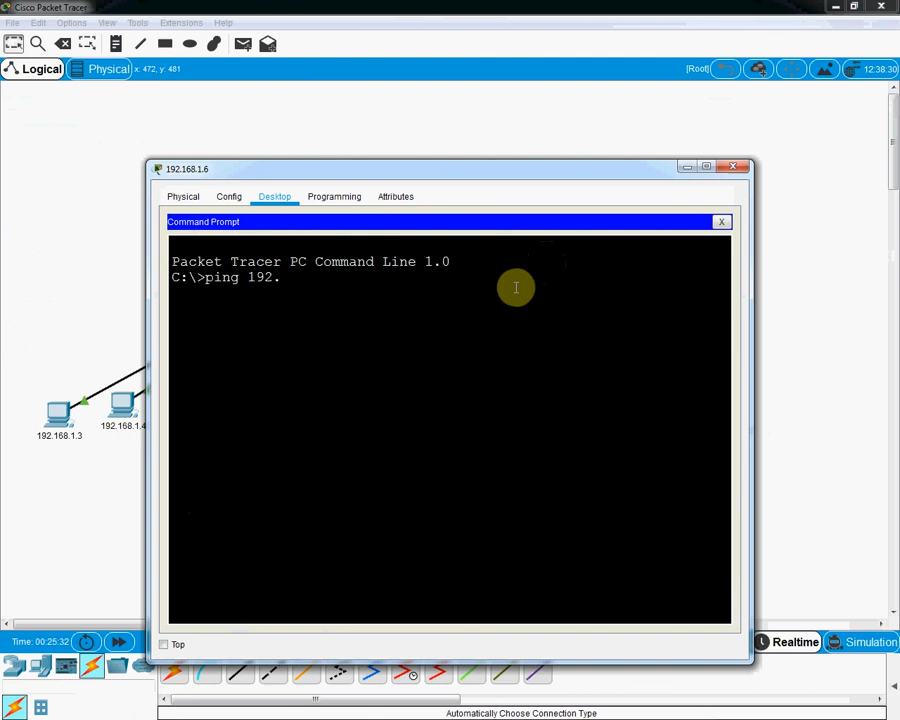 Cisco Packet Tracer
File Edit Options View Tools Extensions Help
Logical Physical x: 472, y: 481 [Root] 12:38:30
192.168.1.6
Physical Config Desktop Programming Attributes
Command Prompt X
Packet Tracer PC Command Line 1.0
C:\>ping 192.
192.168.1.3
192.168.1.4
Top
Time: 00:25:32 Realtime Simulation
Automatically Choose Connection Type